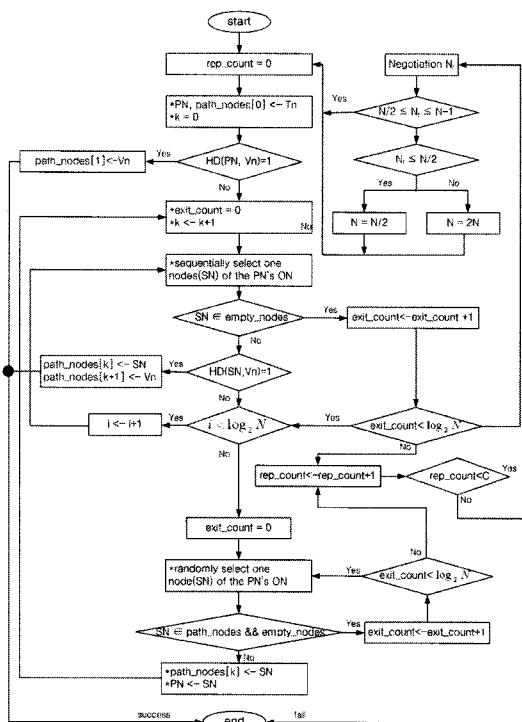 start
rep_count = 0
Negotiation Nr
*PN, path_nodes[0] <- Tn
*k = 0
Yes
N/2 ≤ Nr ≤ N-1
path_nodes[1]<-Vn
Yes
HD(PN, Vn)=1
Nr ≤ N/2
No
Yes
No
*exit_count = 0
*k <- k+1
No
N = N/2
N = 2N
*sequentially select one
nodes(SN) of the PN's ON
SN ∈ empty_nodes
Yes
exit_count<-exit_count +1
No
path_nodes[k] <- SN
path_nodes[k+1] <- Vn
Yes
HD(SN,Vn)=1
No
i <- i+1
Yes
i < log2 N
Yes
exit_count<log2 N
No
No
rep_count<-rep_count+1
rep_count<C
Yes
No
exit_count = 0
No
*randomly select one
node(SN) of the PN's ON
Yes
exit_count< log2 N
SN ∈ path_nodes && empty_nodes
Yes
exit_count<-exit_count+1
No
*path_nodes[k] <- SN
*PN <- SN
success
end
fail